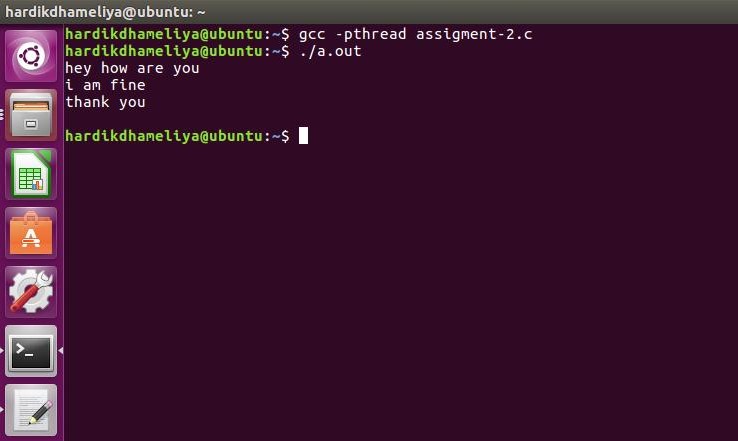 hardikdhameliya@ubuntu: ~
hardikdhameliya@ubuntu:~$ gcc -pthread assigment-2.c
hardikdhameliya@ubuntu:~$ ./a.out
hey how are you
i am fine
thank you
hardikdhameliya@ubuntu:~$